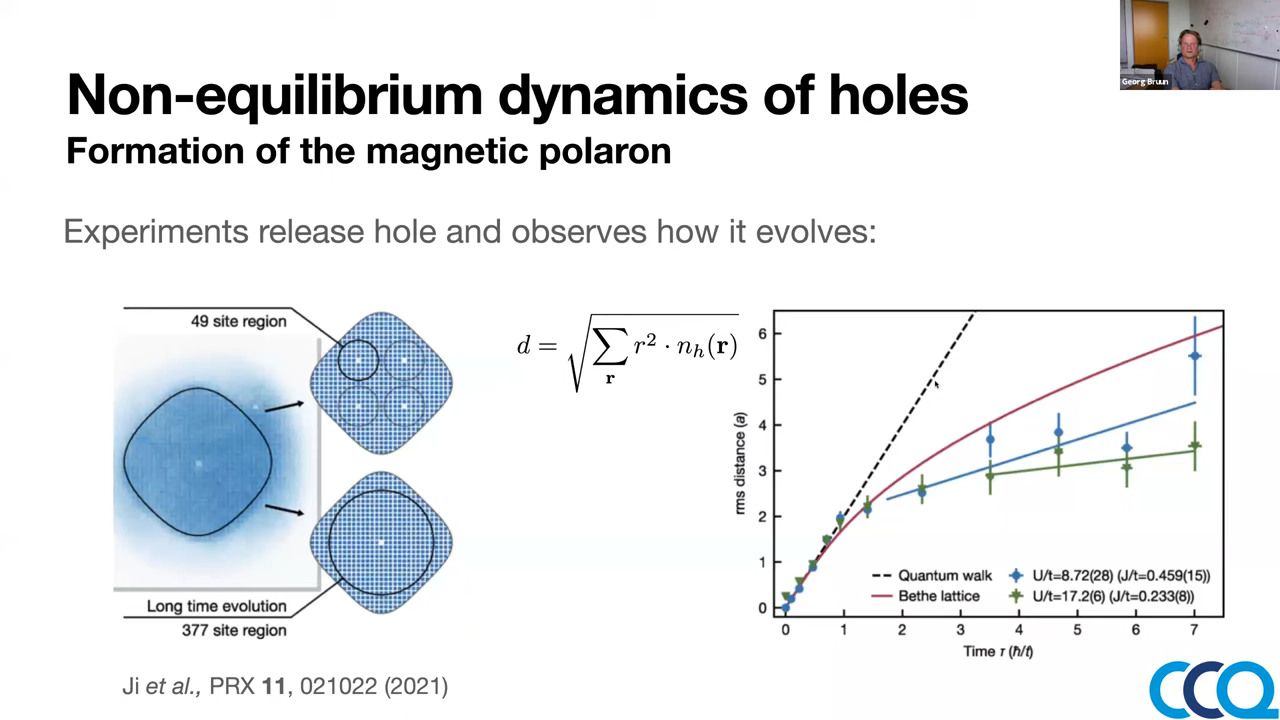 Georg Bruun
Non-equilibrium dynamics of holes
Formation of the magnetic polaron
Experiments release hole and observes how it evolves:
49 site region
Long time evolution
377 site region
d = √∑ r² · nₕ(r)
r
rms distance (a)
6
5
4
3
2
1
0
Quantum walk
Bethe lattice
U/t=8.72(28) (J/t=0.459(15))
U/t=17.2(6) (J/t=0.233(8))
0 1 2 3 4 5 6 7
Time τ (ħ/t)
Ji et al., PRX 11, 021022 (2021)
CCQ